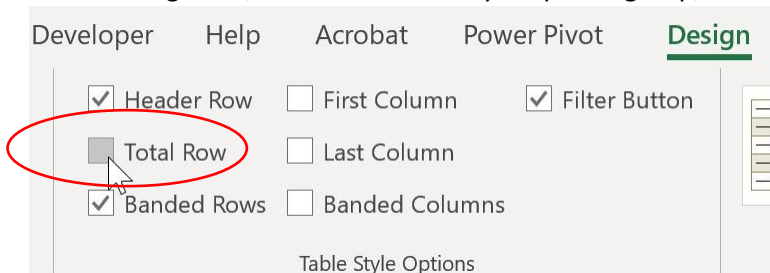 Developer Help Acrobat Power Pivot Design
Header Row First Column Filter Button
Total Row Last Column
Banded Rows Banded Columns
Table Style Options